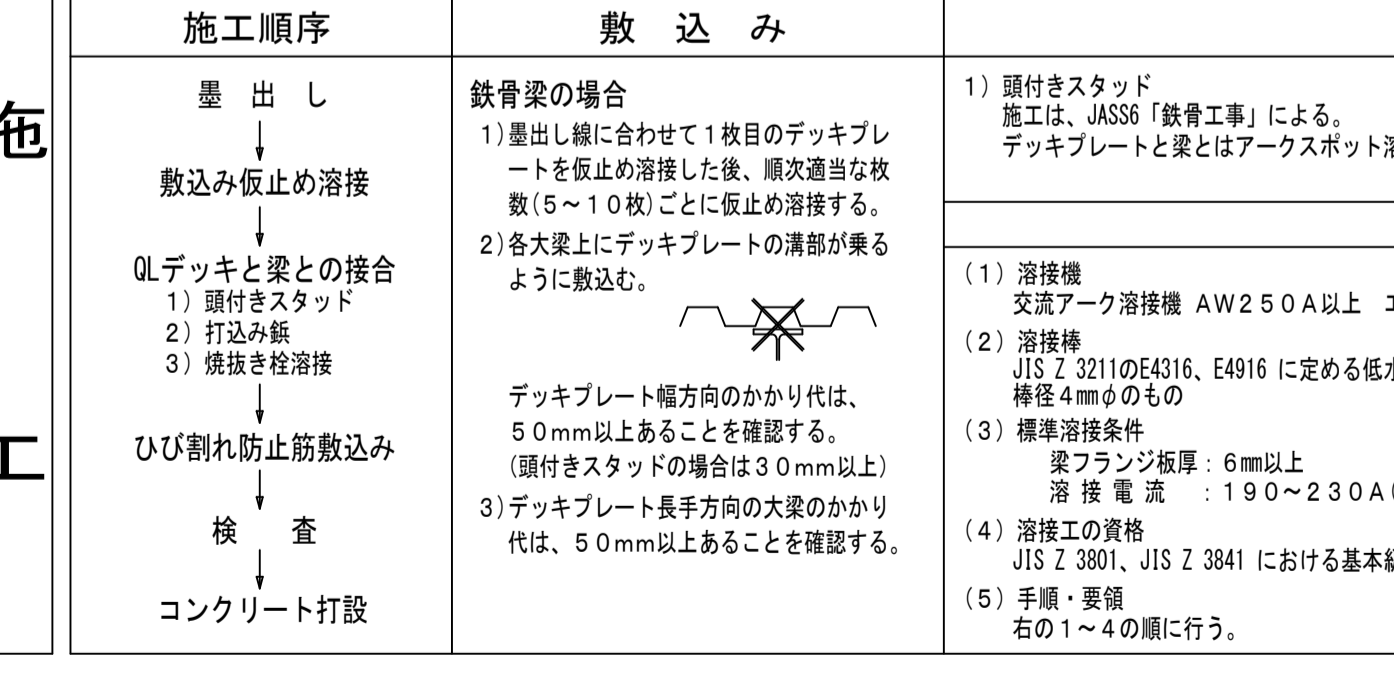 施工
施工順序
墨出し
敷込み仮止め溶接
QLデッキと梁との接合
1）頭付きスタッド
2）打込み鋲
3）焼抜き栓溶接
ひび割れ防止筋敷込み
検査
コンクリート打設
敷込み
鉄骨梁の場合
1)墨出し線に合わせて１枚目のデッキプレ
ートを仮止め溶接した後、順次適当な枚
数(５～１０枚)ごとに仮止め溶接する。
2)各大梁上にデッキプレートの溝部が乗る
ように敷込む。
デッキプレート幅方向のかかり代は、
５０mm以上あることを確認する。
(頭付きスタッドの場合は３０mm以上)
3)デッキプレート長手方向の大梁のかかり
代は、５０mm以上あることを確認する。
1）頭付きスタッド
施工は、JASS6「鉄骨工事」による。
デッキプレートと梁とはアークスポット溶
（1）溶接機
交流アーク溶接機 ＡＷ２５０Ａ以上 エ
（2）溶接棒
JIS Z 3211のE4316、E4916 に定める低水
棒径４㎜φのもの
（3）標準溶接条件
梁フランジ板厚：６㎜以上
溶接電流　：１９０～２３０Ａ(
（4）溶接工の資格
JIS Z 3801、JIS Z 3841 における基本級
（5）手順・要領
右の１～４の順に行う。